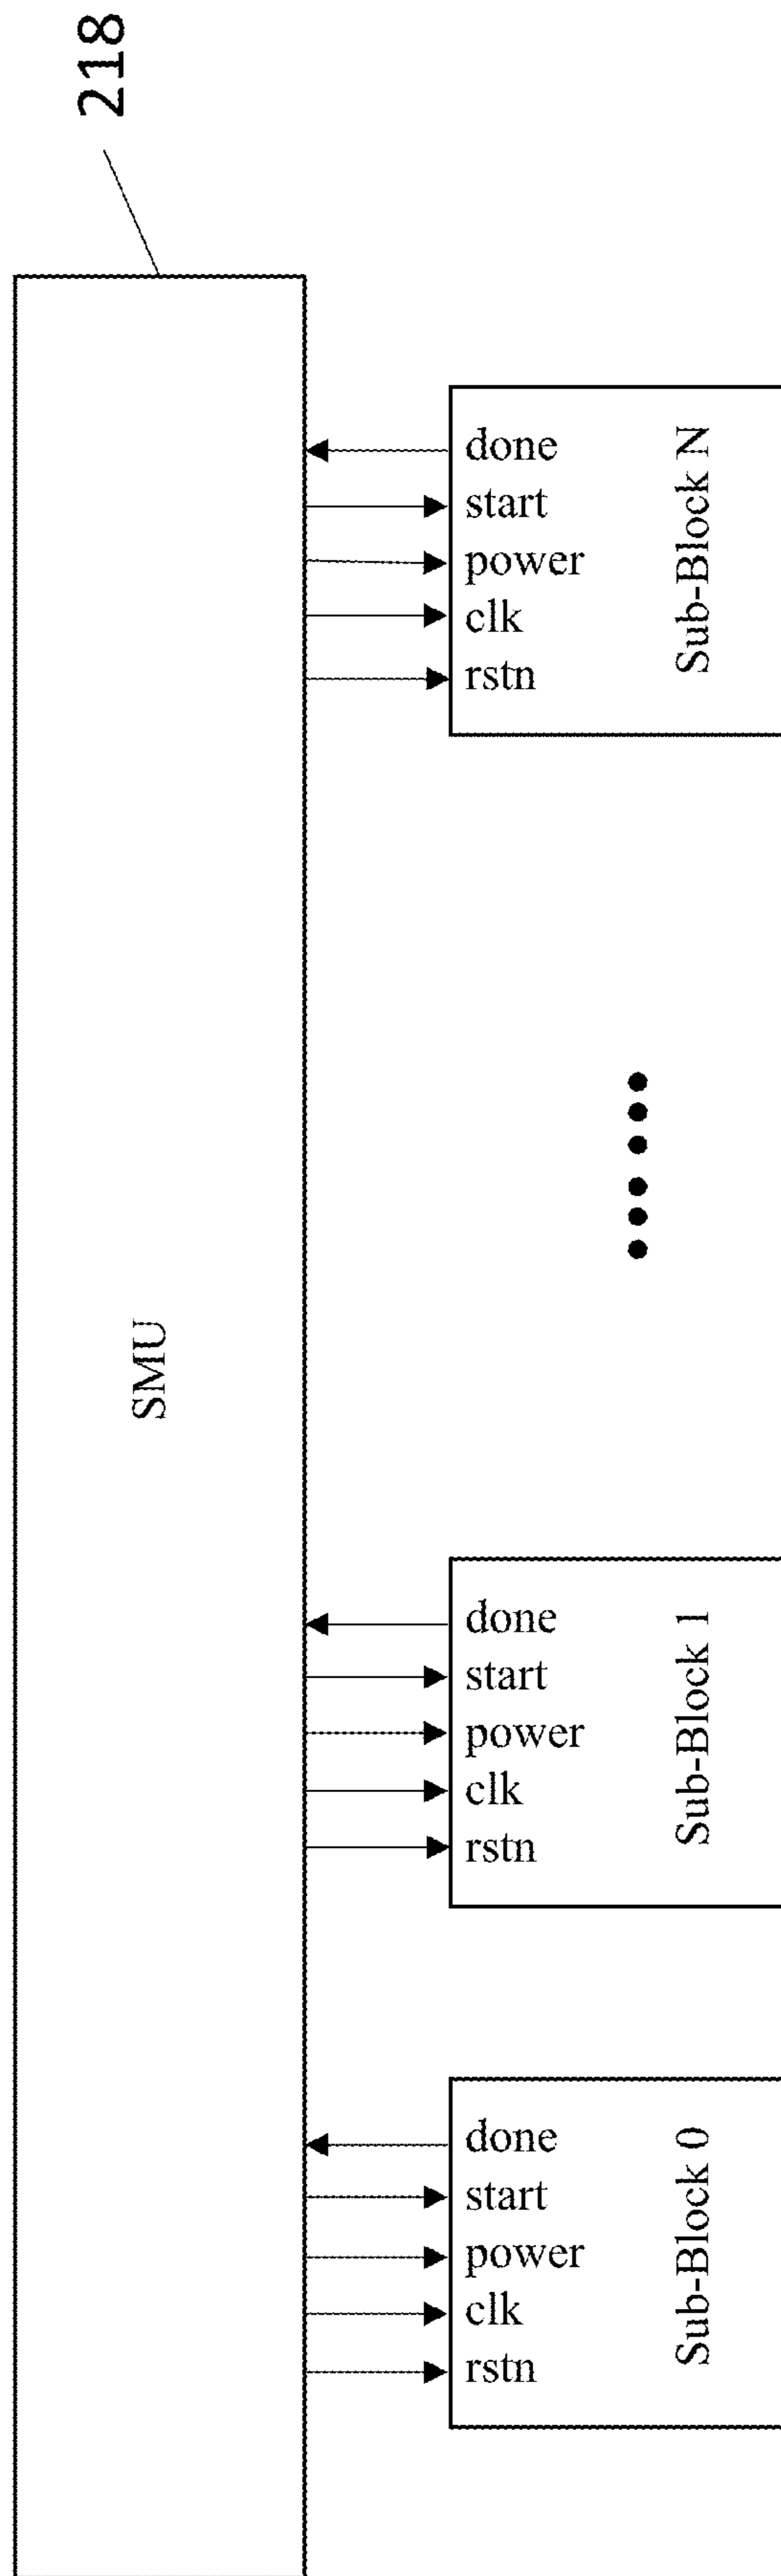 218
SMU
done
start
power
clk
rstn
Sub-Block N
done
start
power
clk
rstn
Sub-Block 1
done
start
power
clk
rstn
Sub-Block 0